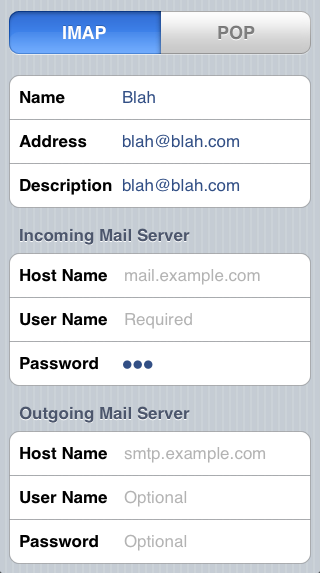 IMAP POP
Name Blah
Address blah@blah.com
Description blah@blah.com
Incoming Mail Server
Host Name mail.example.com
User Name Required
Password ●●●
Outgoing Mail Server
Host Name smtp.example.com
User Name Optional
Password Optional